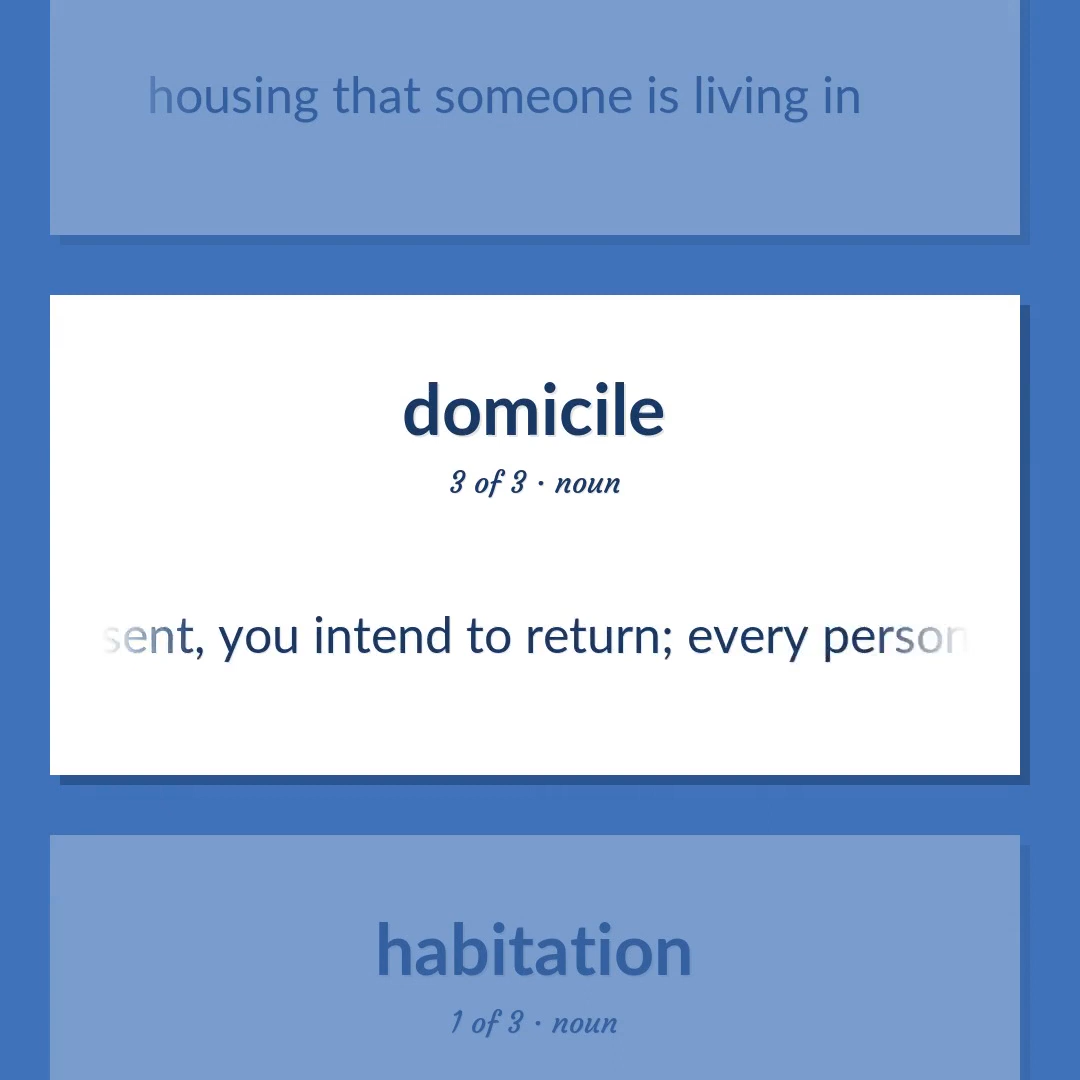 housing that someone is living in
domicile
3 of 3 · noun
sent, you intend to return; every person
habitation
1 of 3 · noun